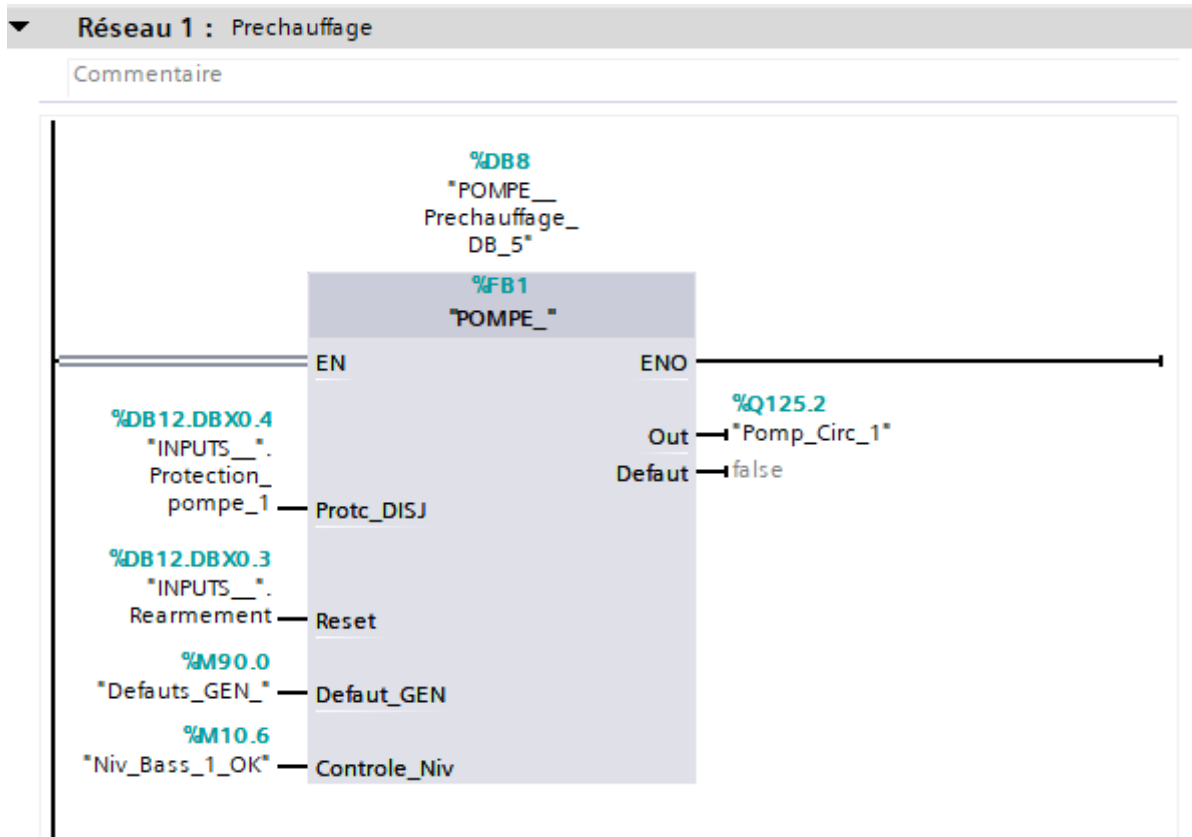 Réseau 1 : Prechauffage
Commentaire
%DB8
"POMPE__
Prechauffage_
DB_5"
%FB1
"POMPE_"
EN
ENO
%DB12.DBX0.4
"INPUTS__".
Protection_
pompe_1
Protc_DISJ
%Q125.2
Out
"Pomp_Circ_1"
Defaut
false
%DB12.DBX0.3
"INPUTS__".
Rearmement
Reset
%M90.0
"Defauts_GEN_"
Defaut_GEN
%M10.6
"Niv_Bass_1_OK"
Controle_Niv